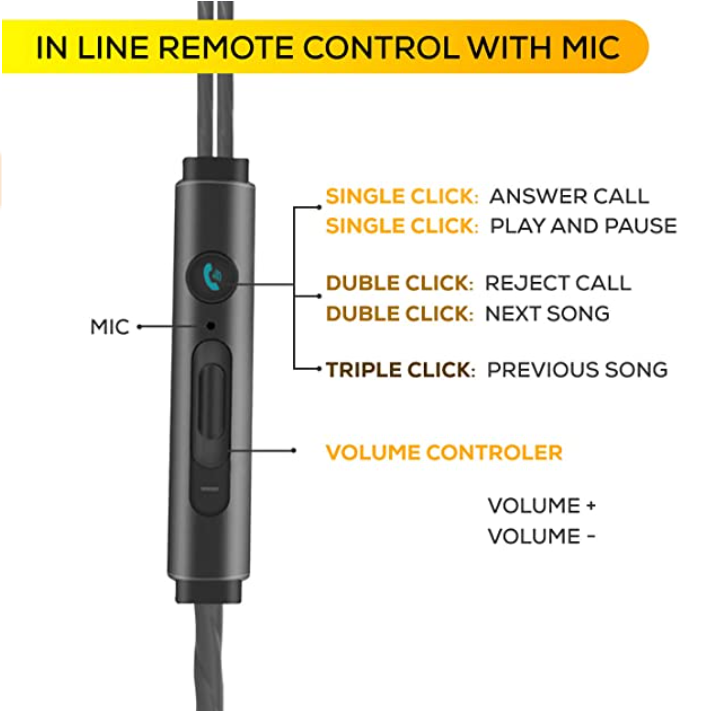 IN LINE REMOTE CONTROL WITH MIC
SINGLE CLICK: ANSWER CALL
SINGLE CLICK: PLAY AND PAUSE
DUBLE CLICK: REJECT CALL
DUBLE CLICK: NEXT SONG
MIC
TRIPLE CLICK: PREVIOUS SONG
VOLUME CONTROLER
VOLUME +
VOLUME -